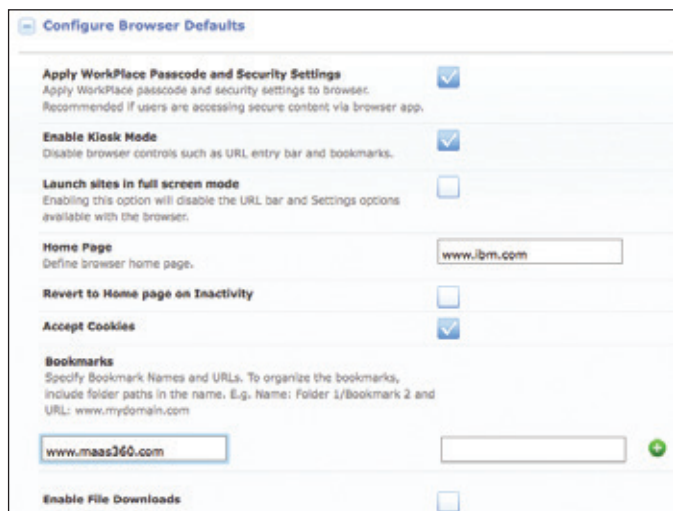 Configure Browser Defaults
Apply WorkPlace Passcode and Security Settings
Apply WorkPlace passcode and security settings to browser.
Recommended if users are accessing secure content via browser app.
Enable Kiosk Mode
Disable browser controls such as URL entry bar and bookmarks.
Launch sites in full screen mode
Enabling this option will disable the URL bar and Settings options
available with the browser.
Home Page
www.ibm.com
Define browser home page.
Revert to Home page on Inactivity
Accept Cookies
Bookmarks
Specify Bookmark Names and URLs. To organize the bookmarks,
include folder paths in the name. E.g. Name: Folder 1/Bookmark 2 and
URL: www.mydomain.com
www.maas360.com
Enable File Downloads